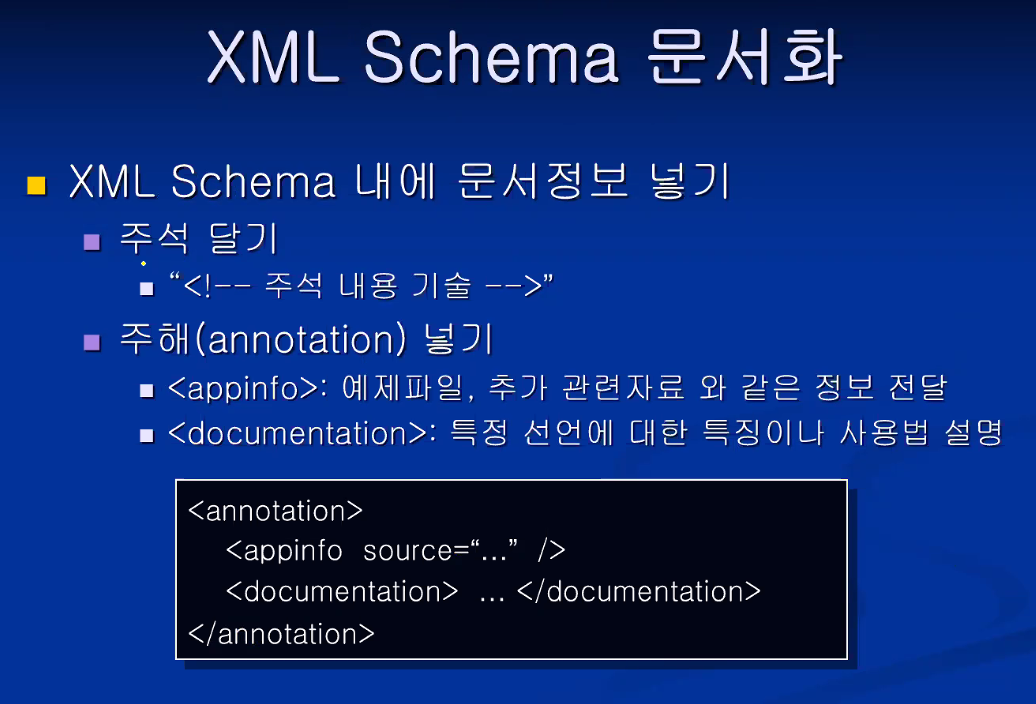 XML Schema 문서화
XML Schema 내에 문서정보 넣기
주석 달기
“<!-- 주석 내용 기술 -->”
주해(annotation) 넣기
<appinfo>: 예제파일, 추가 관련자료 와 같은 정보 전달
<documentation>: 특정 선언에 대한 특징이나 사용법 설명
<annotation>
<appinfo source=“...” />
<documentation> ... </documentation>
</annotation>